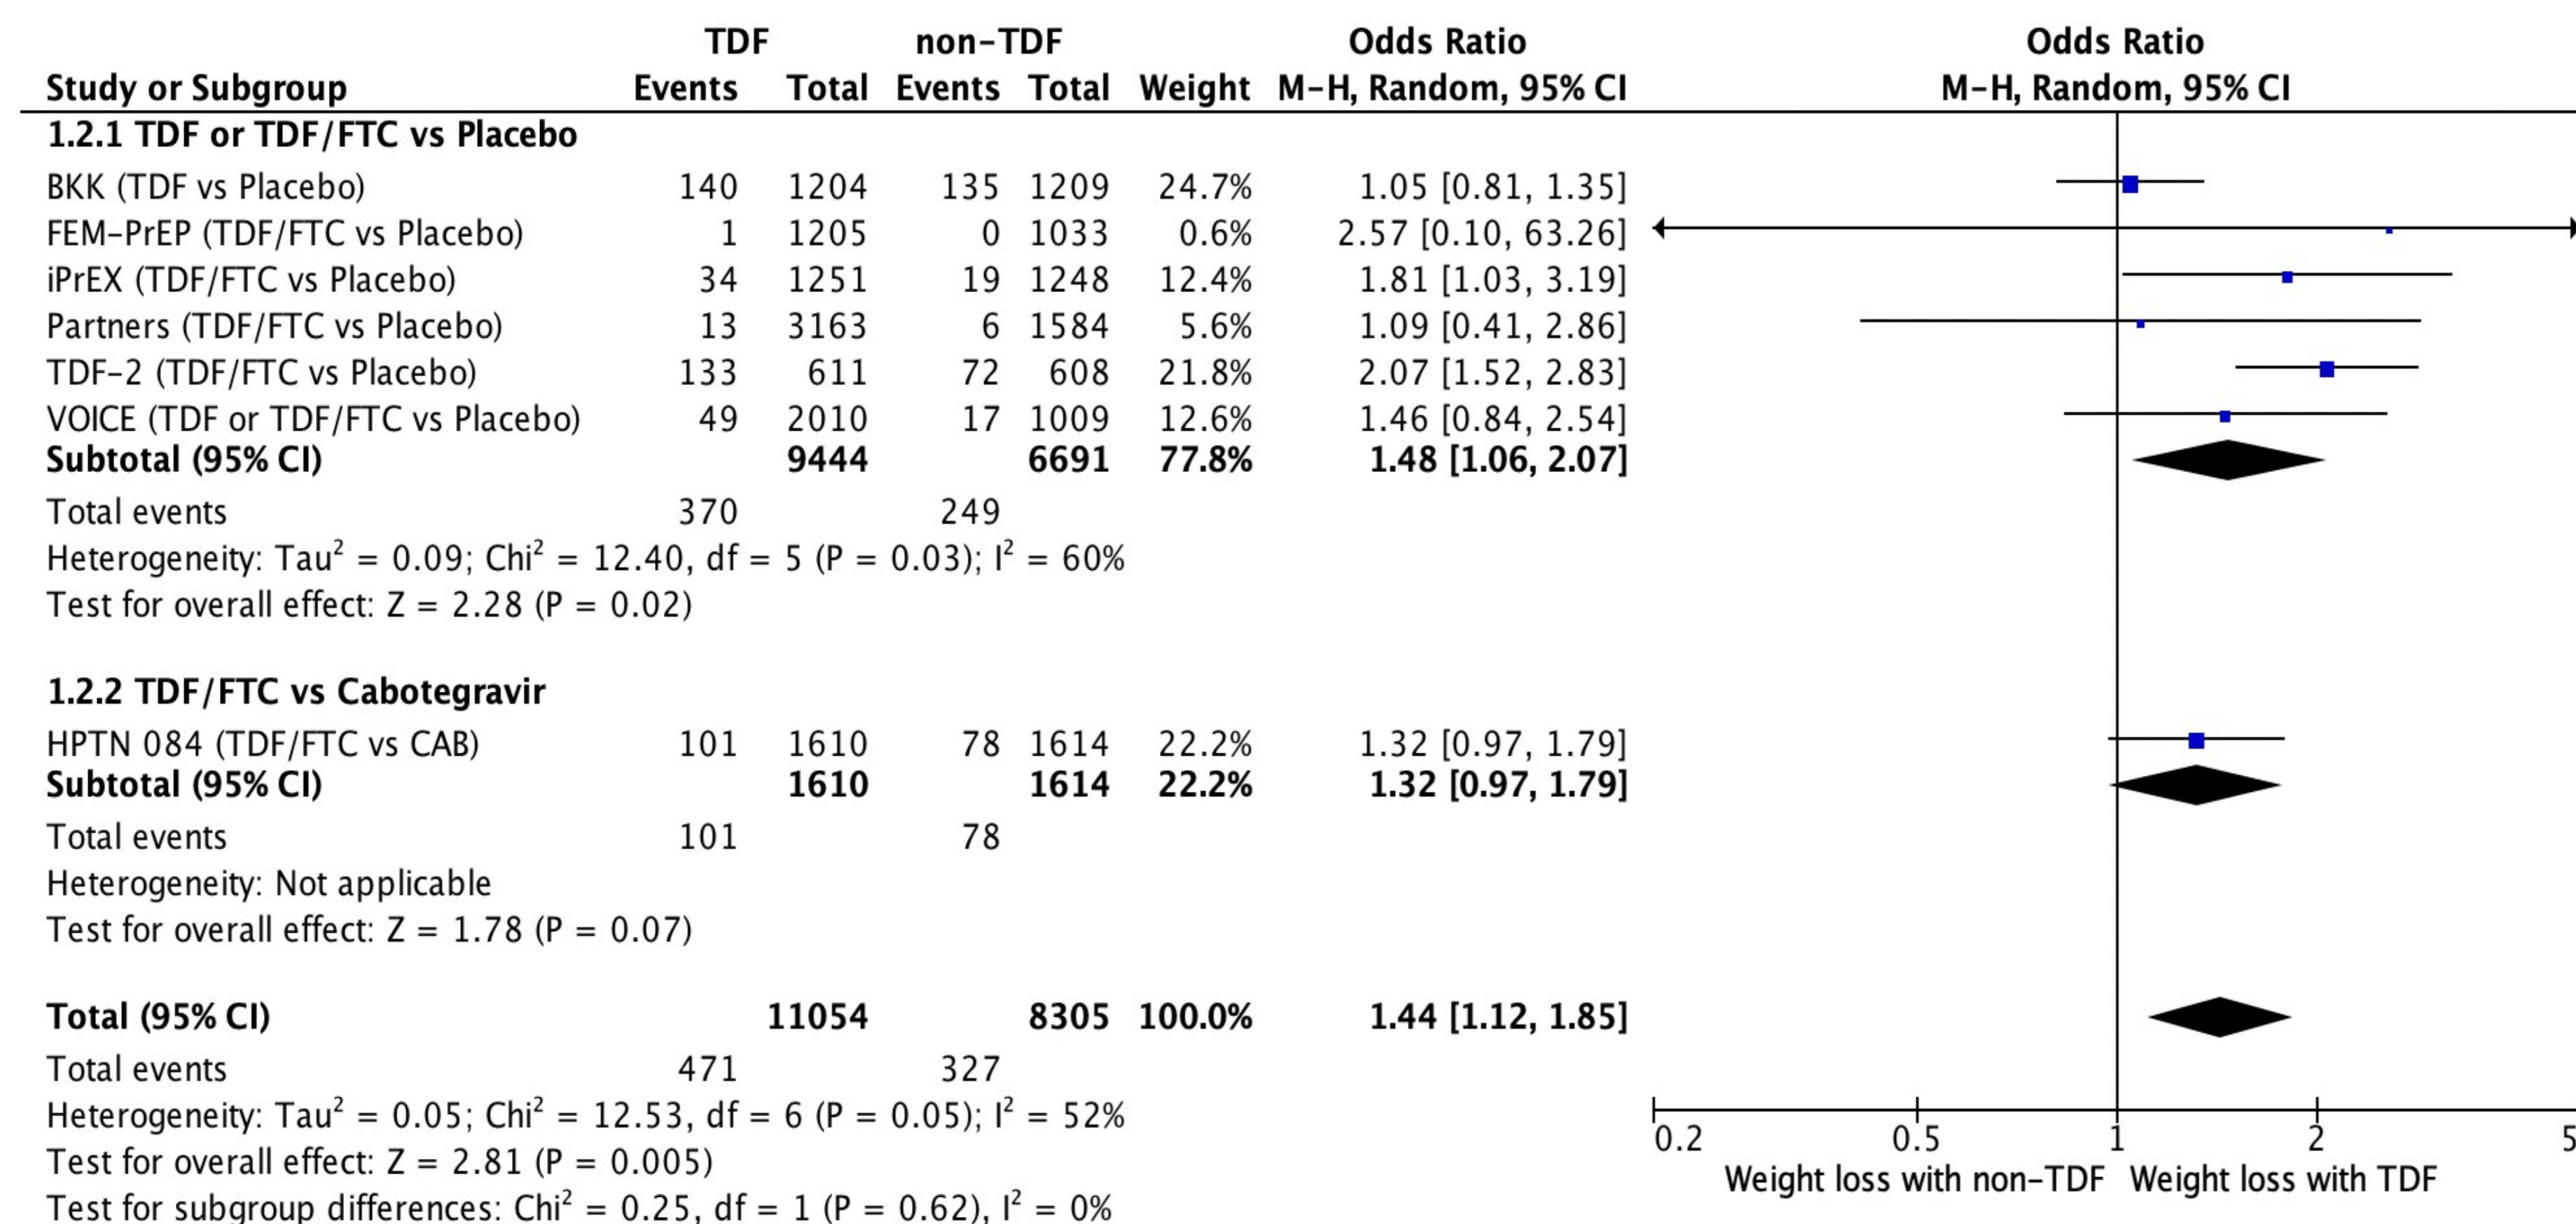 TDF non-TDF Odds Ratio Odds Ratio
Study or Subgroup Events Total Events Total Weight M-H, Random, 95% CI M-H, Random, 95% CI
1.2.1 TDF or TDF/FTC vs Placebo
BKK (TDF vs Placebo) 140 1204 135 1209 24.7% 1.05 [0.81, 1.35]
FEM-PrEP (TDF/FTC vs Placebo) 1 1205 0 1033 0.6% 2.57 [0.10, 63.26]
iPrEX (TDF/FTC vs Placebo) 34 1251 19 1248 12.4% 1.81 [1.03, 3.19]
Partners (TDF/FTC vs Placebo) 13 3163 6 1584 5.6% 1.09 [0.41, 2.86]
TDF-2 (TDF/FTC vs Placebo) 133 611 72 608 21.8% 2.07 [1.52, 2.83]
VOICE (TDF or TDF/FTC vs Placebo) 49 2010 17 1009 12.6% 1.46 [0.84, 2.54]
Subtotal (95% CI) 9444 6691 77.8% 1.48 [1.06, 2.07]
Total events 370 249
Heterogeneity: Tau² = 0.09; Chi² = 12.40, df = 5 (P = 0.03); I² = 60%
Test for overall effect: Z = 2.28 (P = 0.02)
1.2.2 TDF/FTC vs Cabotegravir
HPTN 084 (TDF/FTC vs CAB) 101 1610 78 1614 22.2% 1.32 [0.97, 1.79]
Subtotal (95% CI) 1610 1614 22.2% 1.32 [0.97, 1.79]
Total events 101 78
Heterogeneity: Not applicable
Test for overall effect: Z = 1.78 (P = 0.07)
Total (95% CI) 11054 8305 100.0% 1.44 [1.12, 1.85]
Total events 471 327
Heterogeneity: Tau² = 0.05; Chi² = 12.53, df = 6 (P = 0.05); I² = 52%
Test for overall effect: Z = 2.81 (P = 0.005)
Test for subgroup differences: Chi² = 0.25, df = 1 (P = 0.62), I² = 0%
0.2 0.5 1 2 5
Weight loss with non-TDF Weight loss with TDF